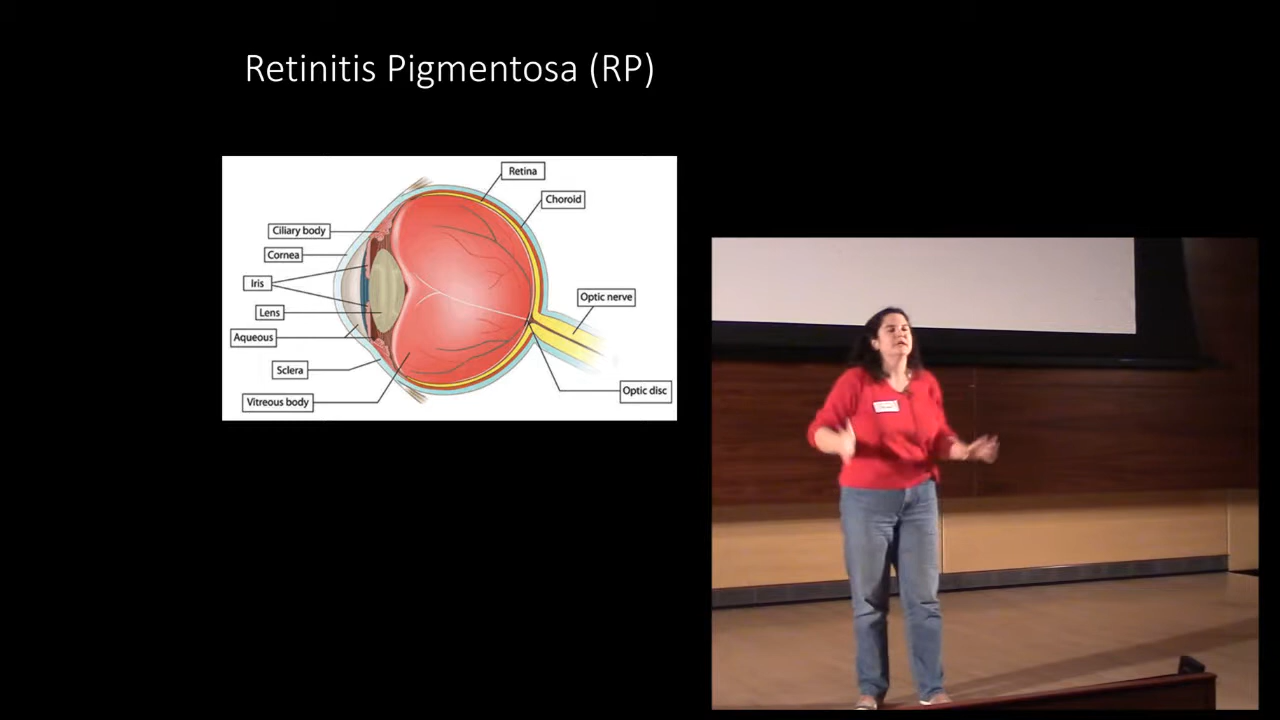 Retinitis Pigmentosa (RP)
Retina
Choroid
Ciliary body
Cornea
Iris
Lens
Aqueous
Sclera
Vitreous body
Optic nerve
Optic disc